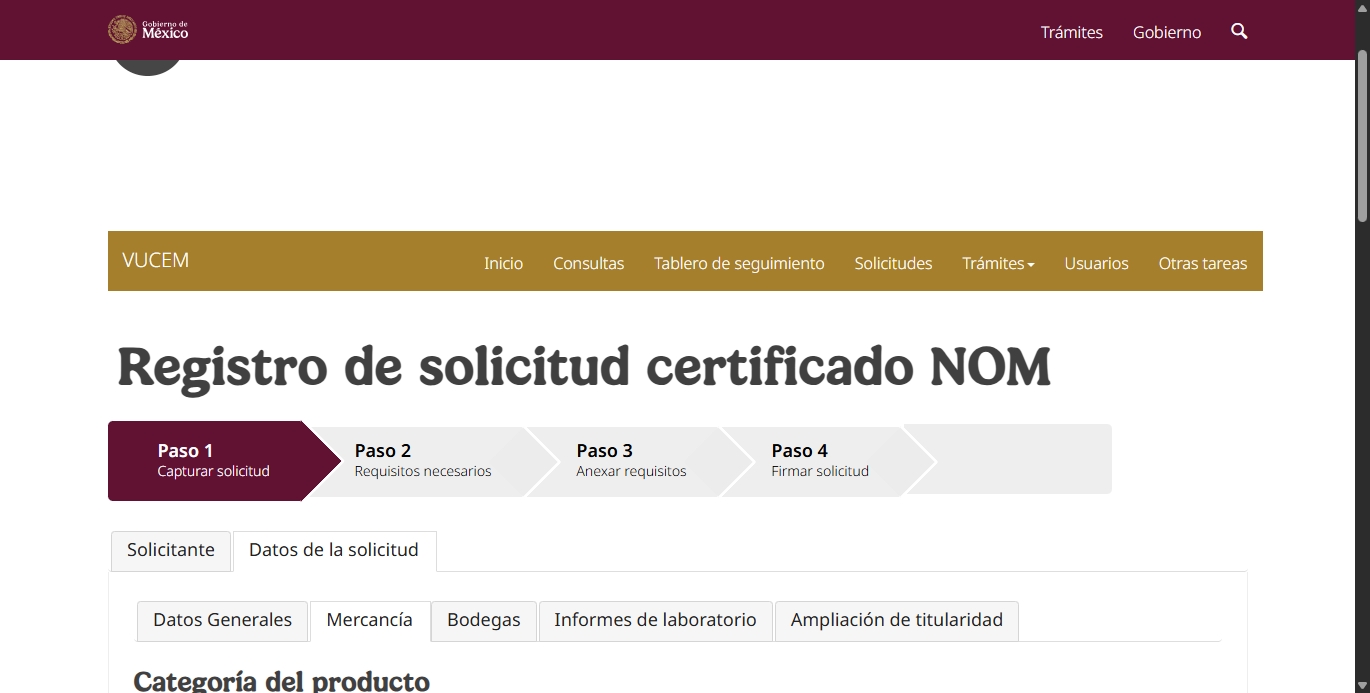 Gobierno de
México
Trámites Gobierno
VUCEM Inicio Consultas Tablero de seguimiento Solicitudes Trámites Usuarios Otras tareas
Registro de solicitud certificado NOM
Paso 1 Paso 2 Paso 3 Paso 4
Capturar solicitud Requisitos necesarios Anexar requisitos Firmar solicitud
Solicitante Datos de la solicitud
Datos Generales Mercancía Bodegas Informes de laboratorio Ampliación de titularidad
Categoría del producto